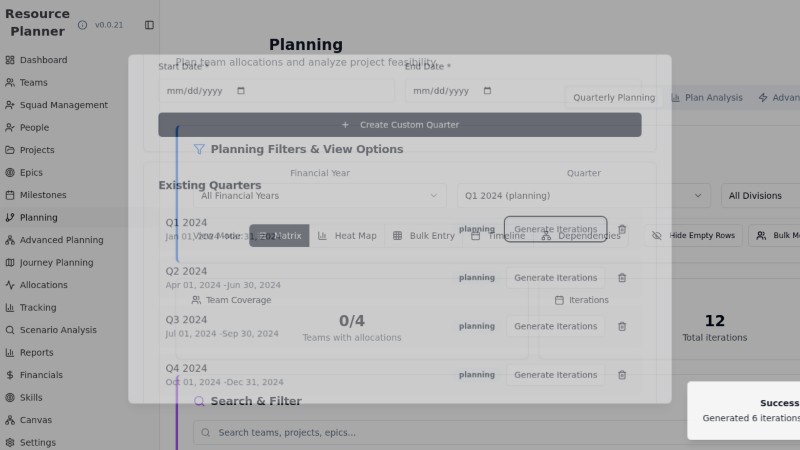 Resource
Planner
v0.0.21
Dashboard
Teams
Squad Management
People
Projects
Epics
Milestones
Planning
Advanced Planning
Journey Planning
Allocations
Tracking
Scenario Analysis
Reports
Financials
Skills
Canvas
Settings
Planning
Plan team allocations and analyze project feasibility
Start Date *
End Date *
mm/dd/yyyy
mm/dd/yyyy
Quarterly Planning
Plan Analysis
Advan
Create Custom Quarter
Planning Filters & View Options
Financial Year
Quarter
Existing Quarters
All Financial Years
Q1 2024 (planning)
All Divisions
Q1 2024
Jan 01, 2024 -Mar 31, 2024
planning
Generate Iterations
View Mode:
Matrix
Heat Map
Bulk Entry
Timeline
Dependencies
Hide Empty Rows
Bulk Mo
Q2 2024
Apr 01, 2024 -Jun 30, 2024
planning
Generate Iterations
Team Coverage
Iterations
0/4
Teams with allocations
12
Total iterations
Q3 2024
Jul 01, 2024 -Sep 30, 2024
planning
Generate Iterations
Q4 2024
Oct 01, 2024 -Dec 31, 2024
planning
Generate Iterations
Search & Filter
Search teams, projects, epics...
Success
Generated 6 iterations